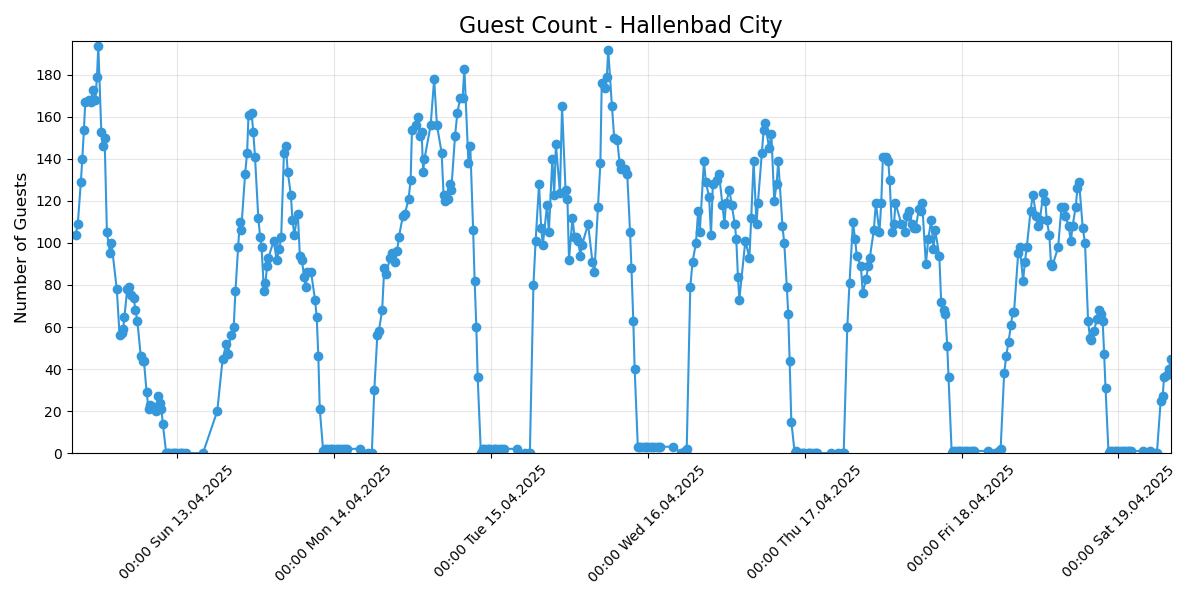 Guest Count - Hallenbad City
Number of Guests
180
160
140
120
100
80
60
40
20
0
00:00 Sun 13.04.2025
00:00 Mon 14.04.2025
00:00 Tue 15.04.2025
00:00 Wed 16.04.2025
00:00 Thu 17.04.2025
00:00 Fri 18.04.2025
00:00 Sat 19.04.2025